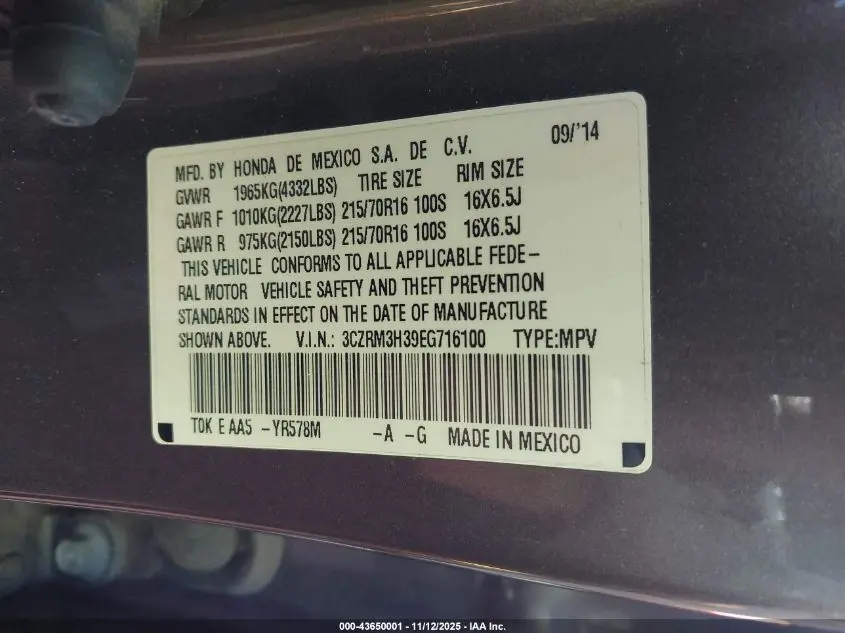 MFD. BY HONDA DE MEXICO S.A. DE C.V. 09/'14
GVWR 1965KG(4332LBS) TIRE SIZE RIM SIZE
GAWR F 1010KG(2227LBS) 215/70R16 100S 16X6.5J
GAWR R 975KG(2150LBS) 215/70R16 100S 16X6.5J
THIS VEHICLE CONFORMS TO ALL APPLICABLE FEDE-
RAL MOTOR VEHICLE SAFETY AND THEFT PREVENTION
STANDARDS IN EFFECT ON THE DATE OF MANUFACTURE
SHOWN ABOVE. V.I.N.: 3CZRM3H39EG716100 TYPE:MPV
T0K E AA5 -YR578M -A -G MADE IN MEXICO
000-43650001 - 11/12/2025 - IAA Inc.